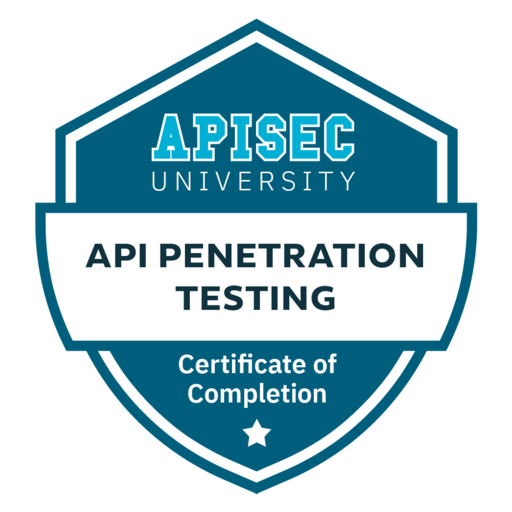 APISEC
UNIVERSITY
API PENETRATION
TESTING
Certificate of
Completion